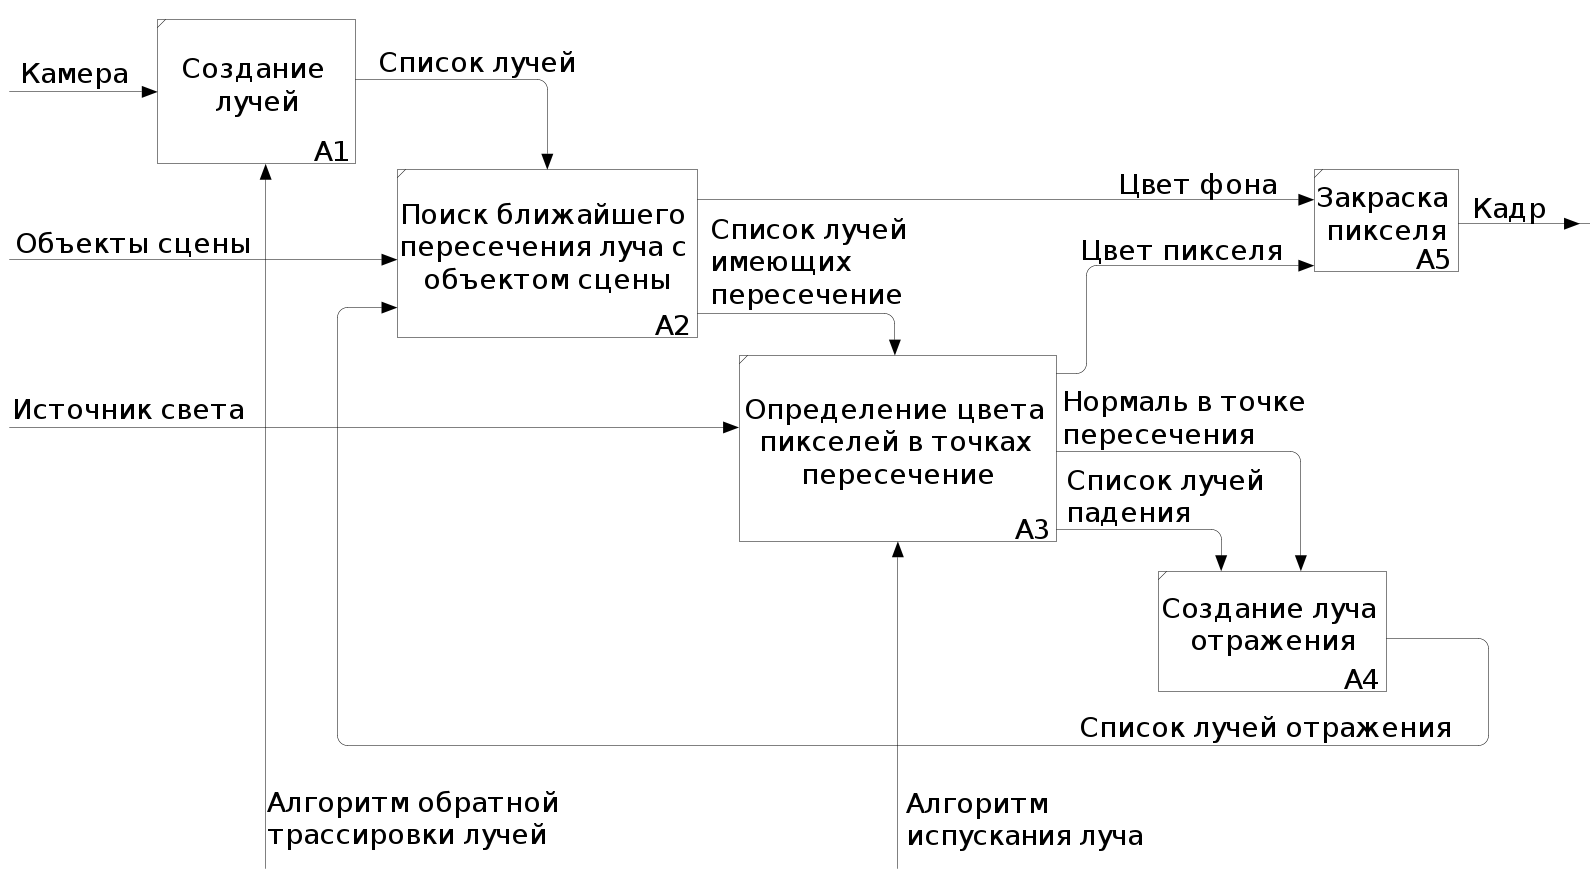 Камера
Создание
лучей
A1
Список лучей
Объекты сцены
Поиск ближайшего
пересечения луча с
объектом сцены
A2
Список лучей
имеющих
пересечение
Цвет фона
Цвет пикселя
Закраска
пикселя
A5
Кадр
Источник света
Определение цвета
пикселей в точках
пересечение
A3
Нормаль в точке
пересечения
Список лучей
падения
Создание луча
отражения
A4
Список лучей отражения
Алгоритм обратной
трассировки лучей
Алгоритм
испускания луча